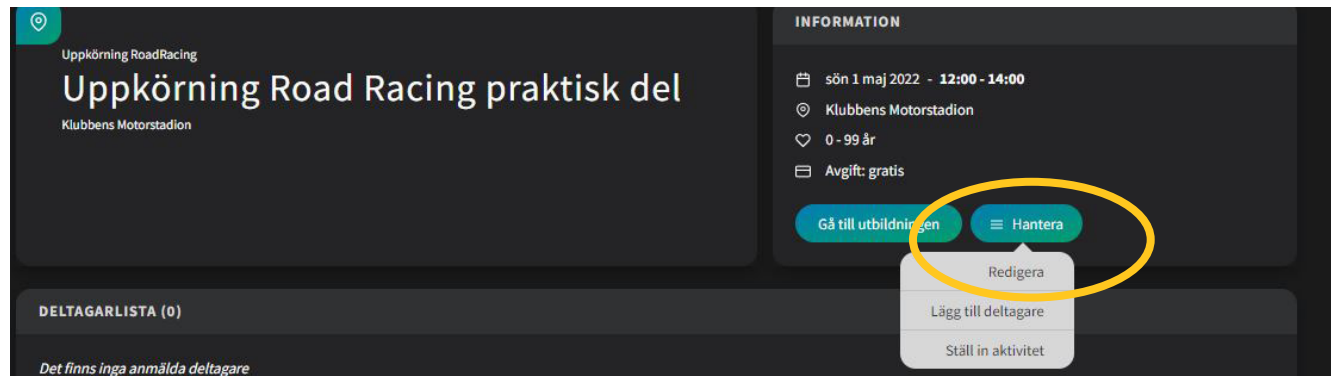 Uppkörning RoadRacing
Uppkörning Road Racing praktisk del
Klubbens Motorstadion
INFORMATION
sön 1 maj 2022 - 12:00 - 14:00
Klubbens Motorstadion
0 - 99 år
Avgift: gratis
Gå till utbildningen
Hantera
Redigera
Lägg till deltagare
Ställ in aktivitet
DELTAGARLISTA (0)
Det finns inga anmälda deltagare